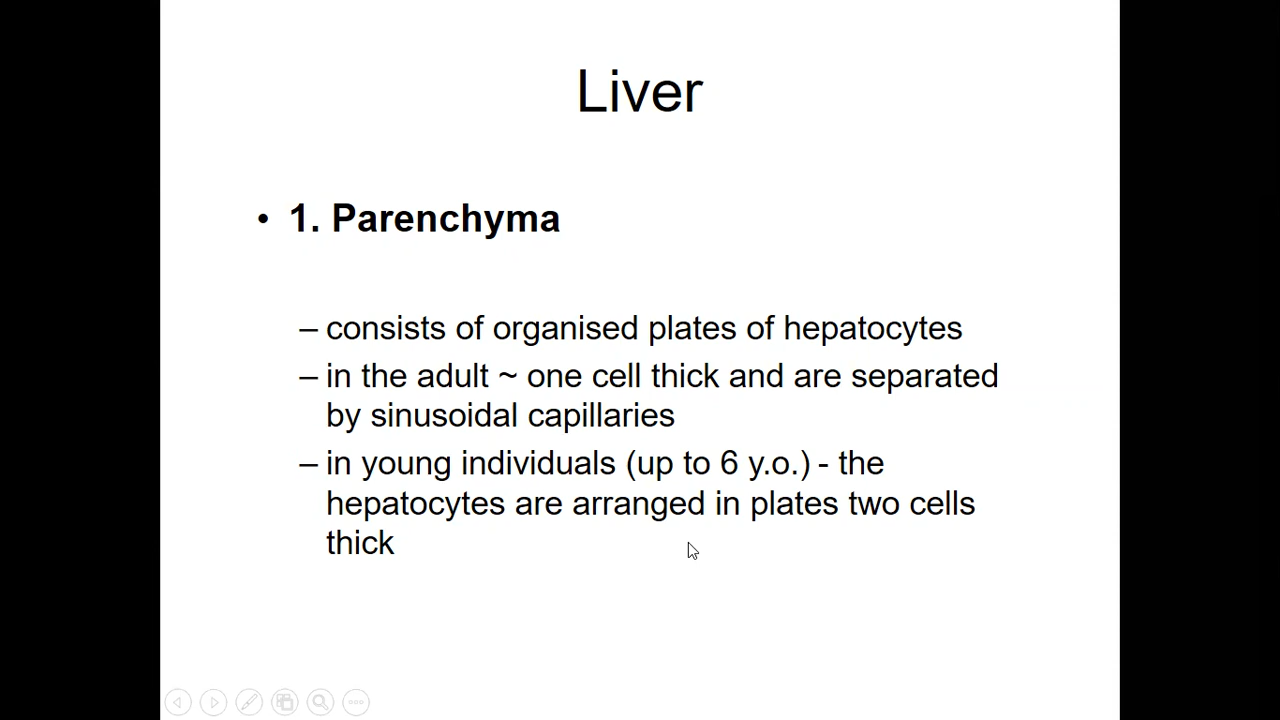 Liver
• 1. Parenchyma
– consists of organised plates of hepatocytes
– in the adult ~ one cell thick and are separated
by sinusoidal capillaries
– in young individuals (up to 6 y.o.) - the
hepatocytes are arranged in plates two cells
thick